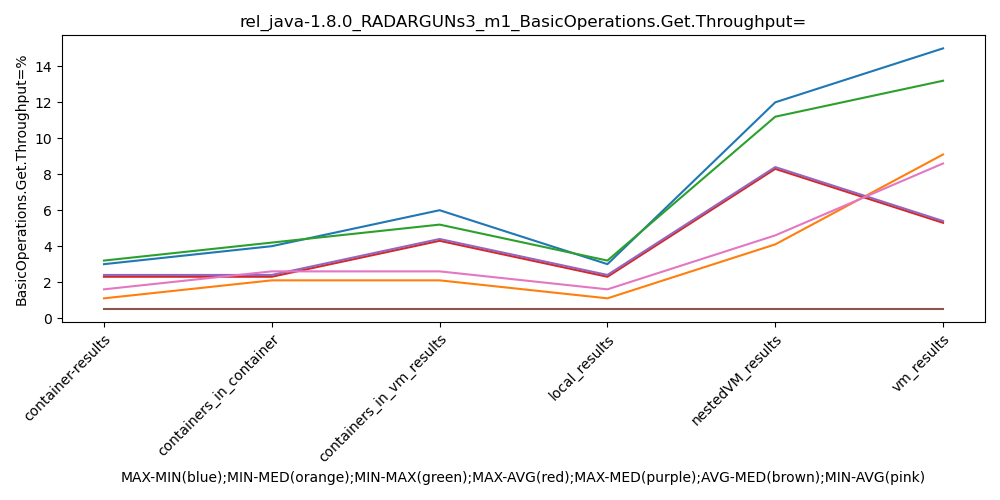 rel_java-1.8.0_RADARGUNs3_m1_BasicOperations.Get.Throughput=
BasicOperations.Get.Throughput=%
14
12
10
8
6
4
2
0
container-results
containers_in_container
containers_in_vm_results
local_results
nestedVM_results
vm_results
MAX-MIN(blue);MIN-MED(orange);MIN-MAX(green);MAX-AVG(red);MAX-MED(purple);AVG-MED(brown);MIN-AVG(pink)